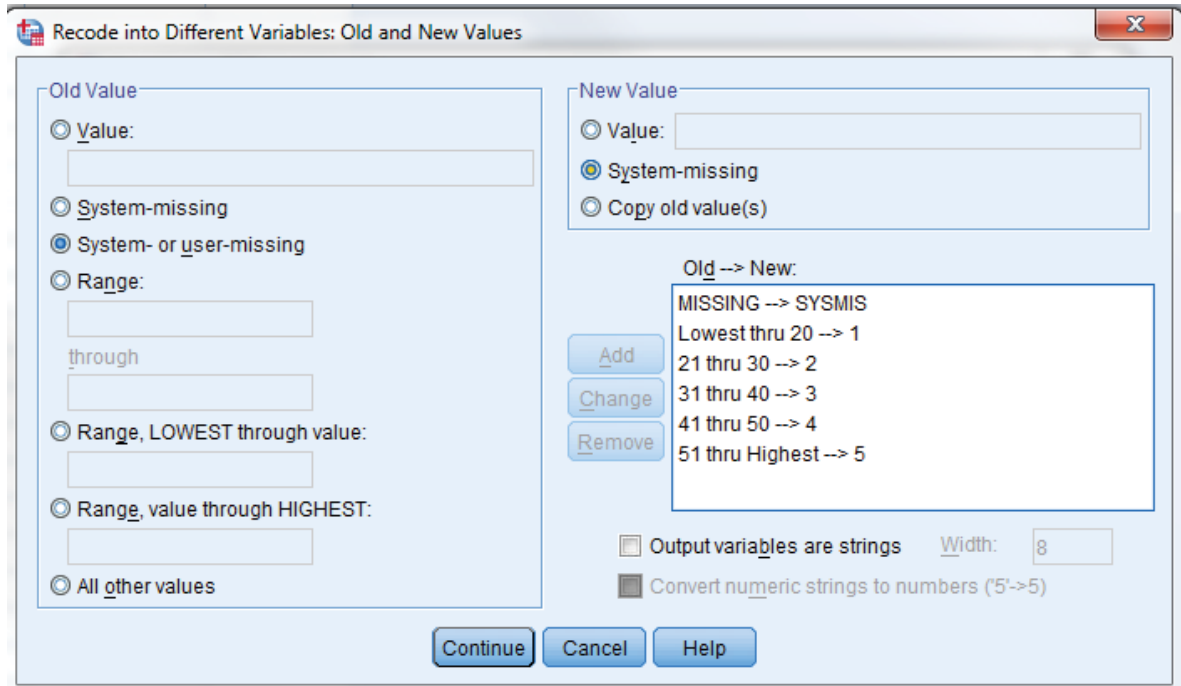 Recode into Different Variables: Old and New Values
Old Value
Value:
System-missing
System- or user-missing
Range:
through
Range, LOWEST through value:
Range, value through HIGHEST:
All other values
New Value
Value:
System-missing
Copy old value(s)
Old --> New:
MISSING --> SYSMIS
Lowest thru 20 --> 1
21 thru 30 --> 2
31 thru 40 --> 3
41 thru 50 --> 4
51 thru Highest --> 5
Add
Change
Remove
Output variables are strings Width: 8
Convert numeric strings to numbers ('5'->5)
Continue Cancel Help